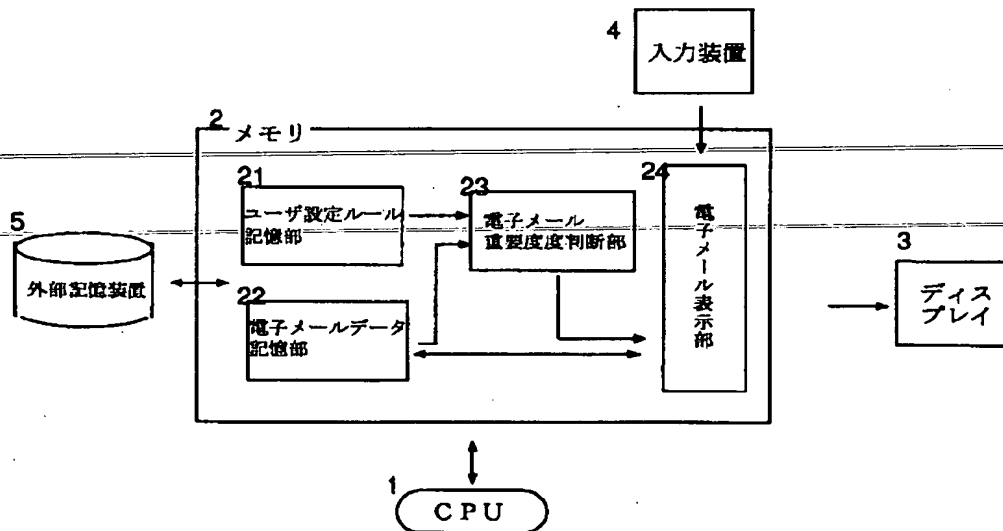 4
入力装置
2 メモリ
21
ユーザ設定ルール
記憶部
23
電子メール
重要度度判断部
24
電子メール表示部
5
外部記憶装置
22
電子メールデータ
記憶部
3
ディス
プレイ
1
CPU